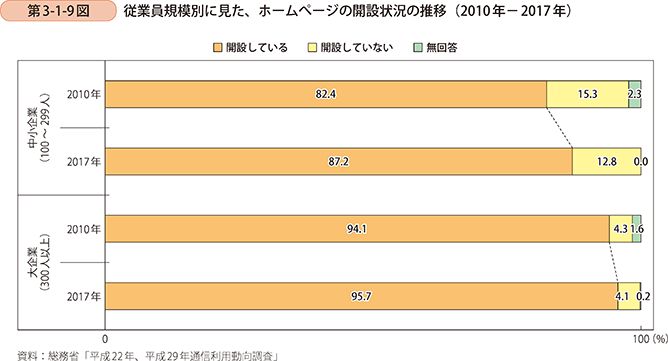 第3-1-9図 従業員規模別に見た、ホームページの開設状況の推移（2010年－2017年）
開設している 開設していない 無回答
中小企業
（100～299人）
2010年 82.4 15.3 2.3
2017年 87.2 12.8 0.0
大企業
（300人以上）
2010年 94.1 4.3 1.6
2017年 95.7 4.1 0.2
0 100 (%)
資料：総務省「平成22年、平成29年通信利用動向調査」